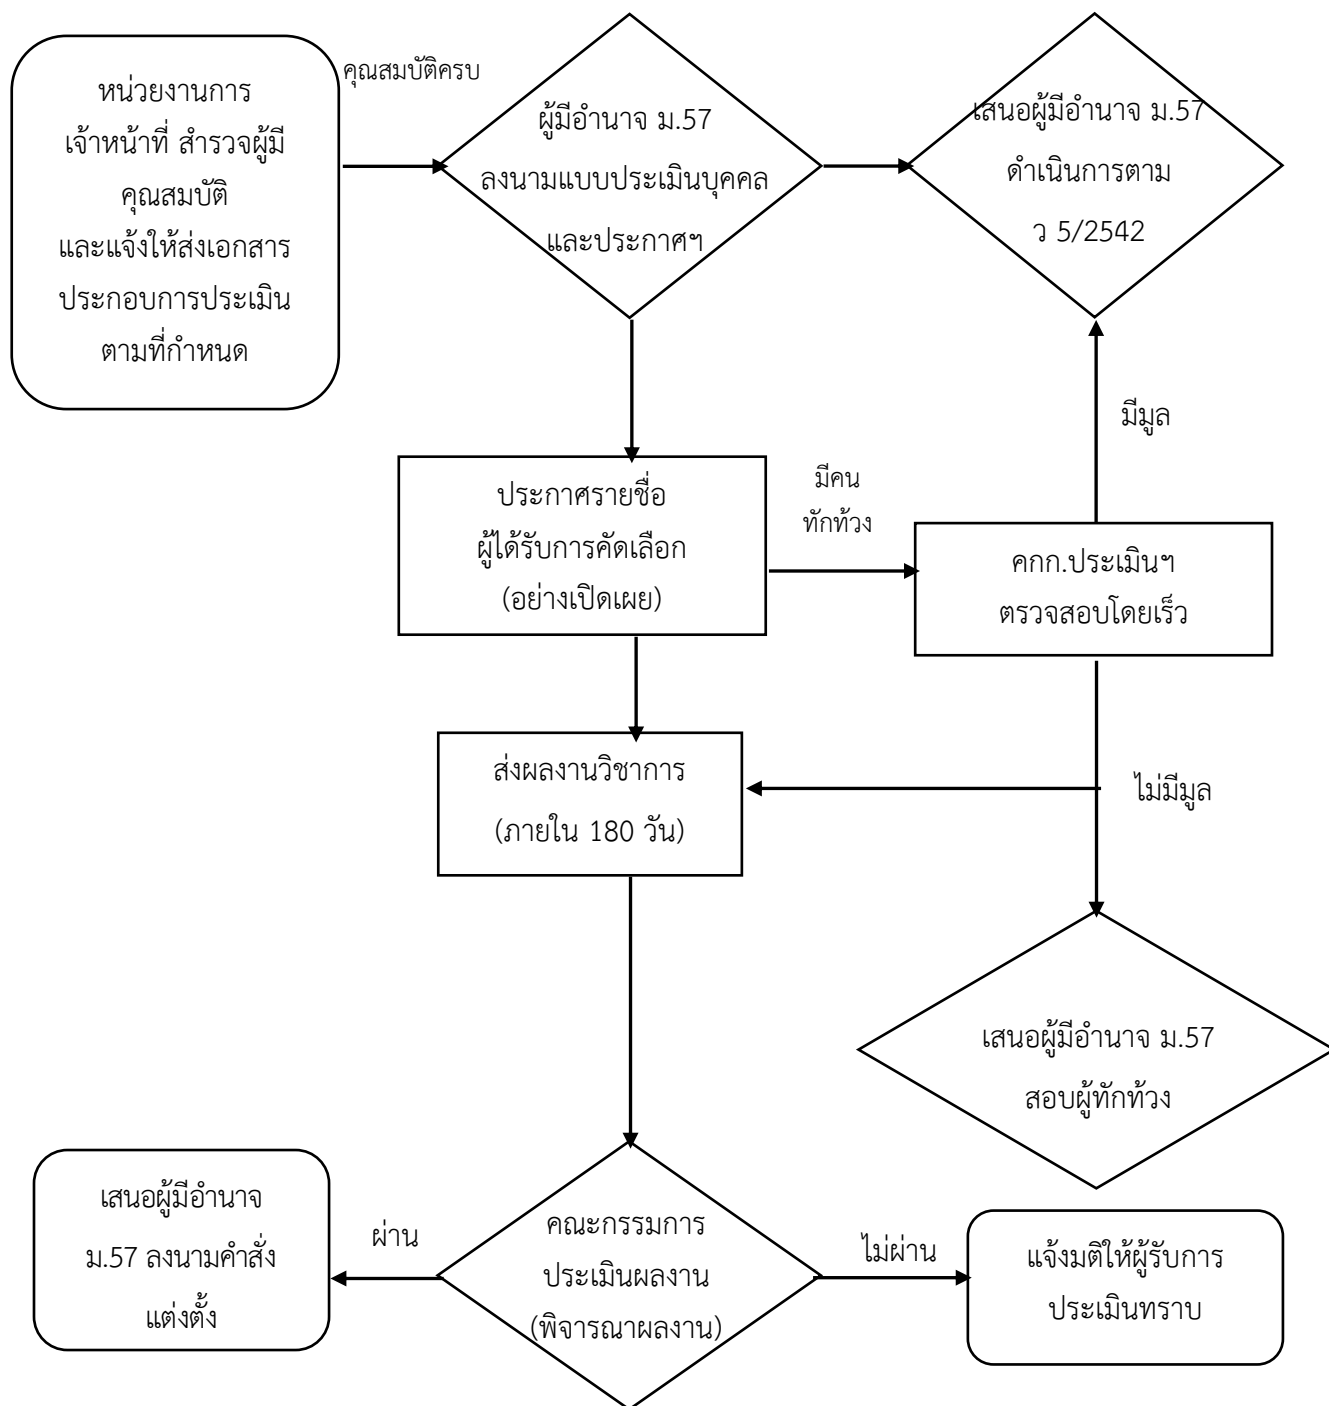 หน่วยงานการ
เจ้าหน้าที่ สำรวจผู้มี
คุณสมบัติ
และแจ้งให้ส่งเอกสาร
ประกอบการประเมิน
ตามที่กำหนด
คุณสมบัติครบ
ผู้มีอำนาจ ม.57
ลงนามแบบประเมินบุคคล
และประกาศฯ
เสนอผู้มีอำนาจ ม.57
ดำเนินการตาม
ว 5/2542
มีมูล
ประกาศรายชื่อ
ผู้ได้รับการคัดเลือก
(อย่างเปิดเผย)
มีคน
ทักท้วง
คกก.ประเมินฯ
ตรวจสอบโดยเร็ว
ส่งผลงานวิชาการ
(ภายใน 180 วัน)
ไม่มีมูล
เสนอผู้มีอำนาจ ม.57
สอบผู้ทักท้วง
เสนอผู้มีอำนาจ
ม.57 ลงนามคำสั่ง
แต่งตั้ง
ผ่าน
คณะกรรมการ
ประเมินผลงาน
(พิจารณาผลงาน)
ไม่ผ่าน
แจ้งมติให้ผู้รับการ
ประเมินทราบ